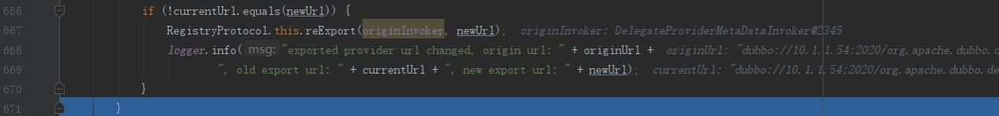 666 if (!currentUrl.equals(newUrl)) {
667 RegistryProtocol.this.reExport(originInvoker, newUrl); originInvoker: DelegateProviderMetaDataInvoker@2345
668 logger.info( msg: "exported provider url changed, origin url: " + originUrl + originUrl: "dubbo://10.1.1.54:2020/org.apache.dubbo.d
669 ", old export url: " + currentUrl + ", new export url: " + newUrl); currentUrl: "dubbo://10.1.1.54:2020/org.apache.dubbo.de
670 }
671 }